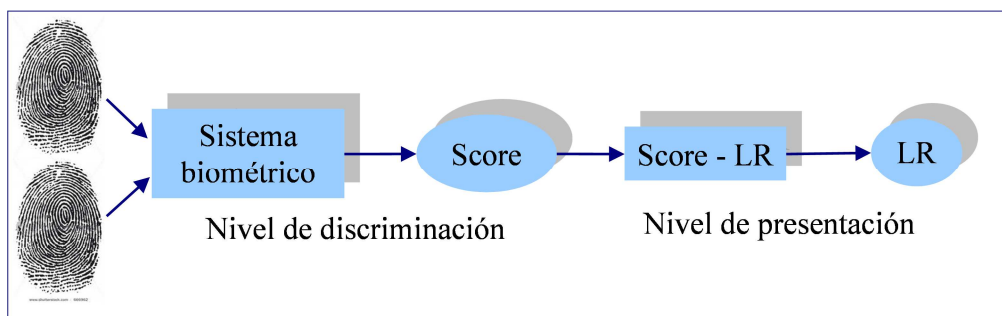 Sistema
biométrico
Score
Score - LR
LR
Nivel de discriminación
Nivel de presentación